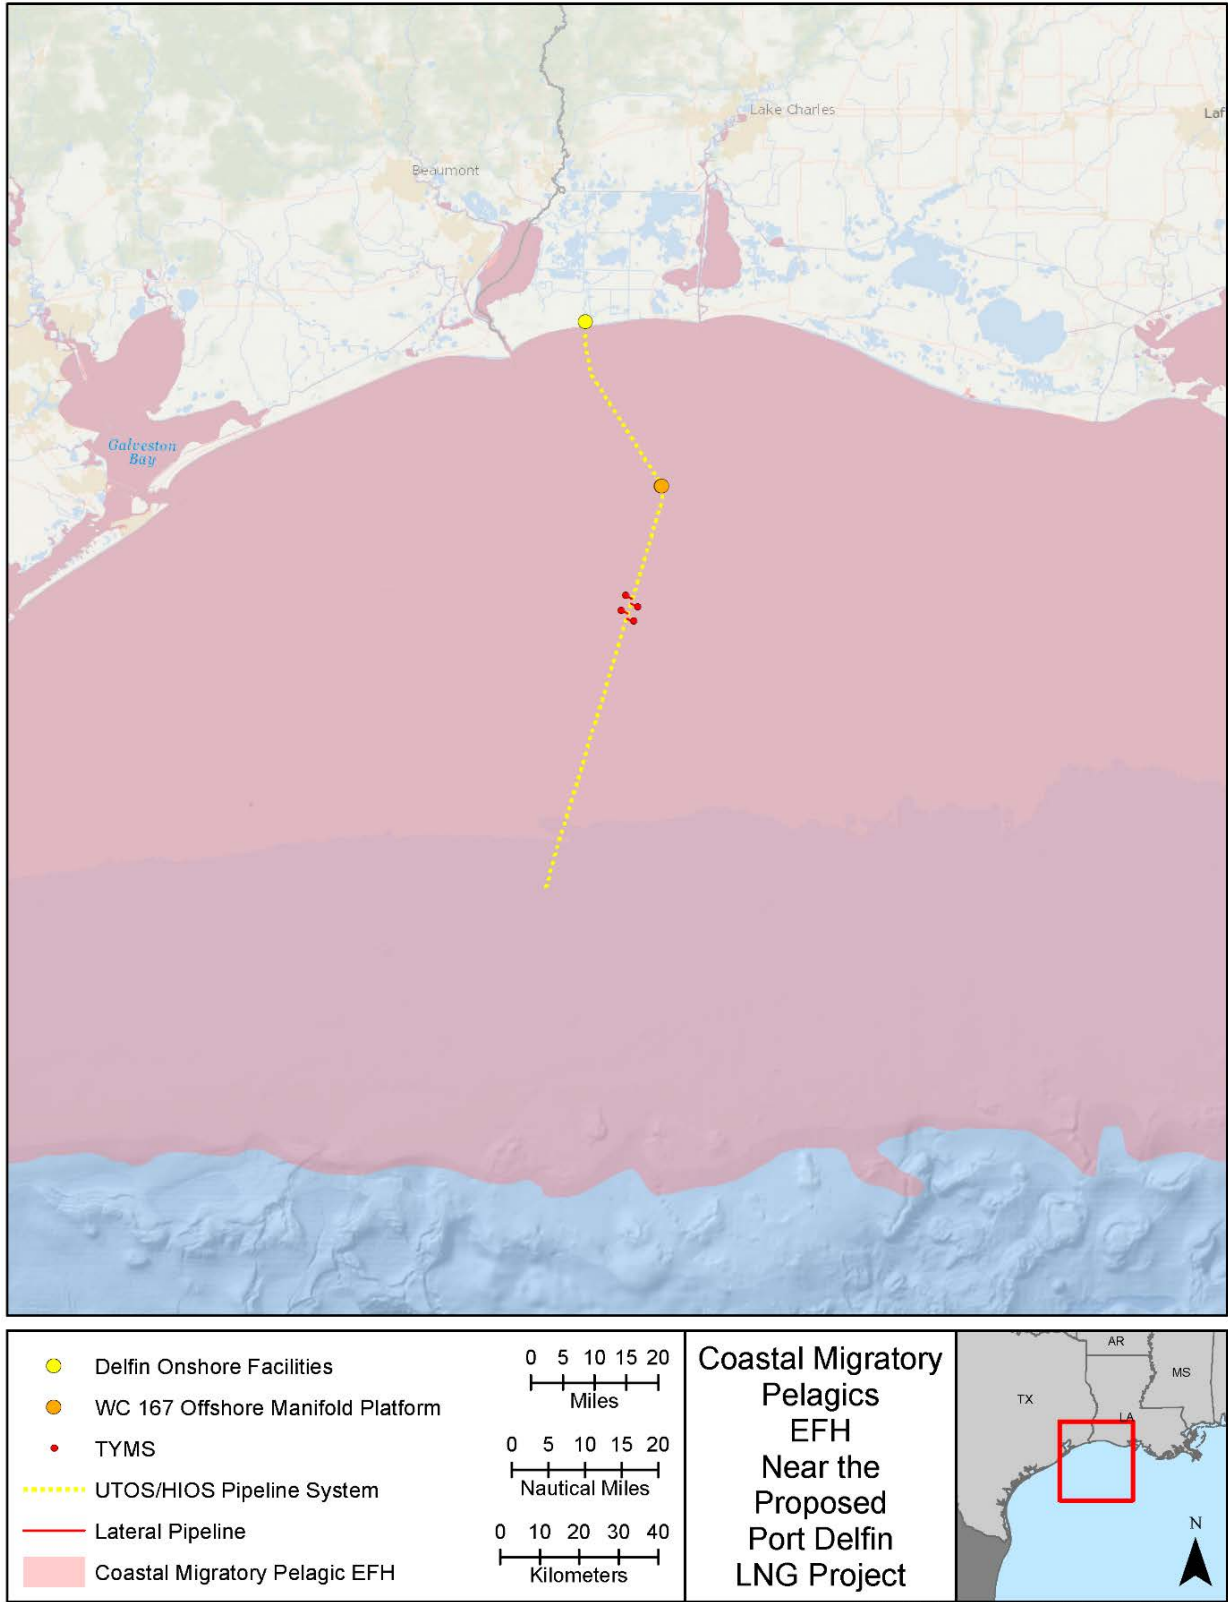 Lake Charles
Laf
Beaumont
Galveston
Bay
Delfin Onshore Facilities
WC 167 Offshore Manifold Platform
TYMS
UTOS/HIOS Pipeline System
Lateral Pipeline
Coastal Migratory Pelagic EFH
0 5 10 15 20
Miles
0 5 10 15 20
Nautical Miles
0 10 20 30 40
Kilometers
Coastal Migratory
Pelagics
EFH
Near the
Proposed
Port Delfin
LNG Project
AR
MS
TX
LA
N